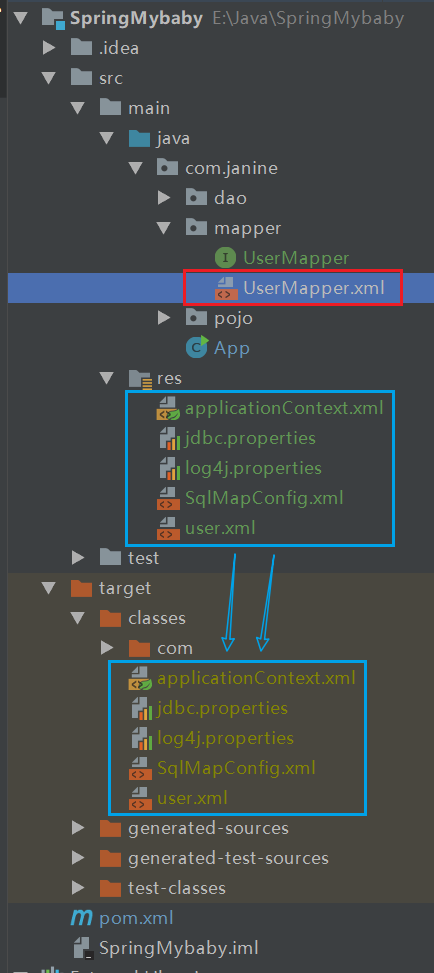 SpringMybaby E:\Java\SpringMybaby
.idea
src
main
java
com.janine
dao
mapper
UserMapper
UserMapper.xml
pojo
App
res
applicationContext.xml
jdbc.properties
log4j.properties
SqlMapConfig.xml
user.xml
test
target
classes
com
applicationContext.xml
jdbc.properties
log4j.properties
SqlMapConfig.xml
user.xml
generated-sources
generated-test-sources
test-classes
pom.xml
SpringMybaby.iml